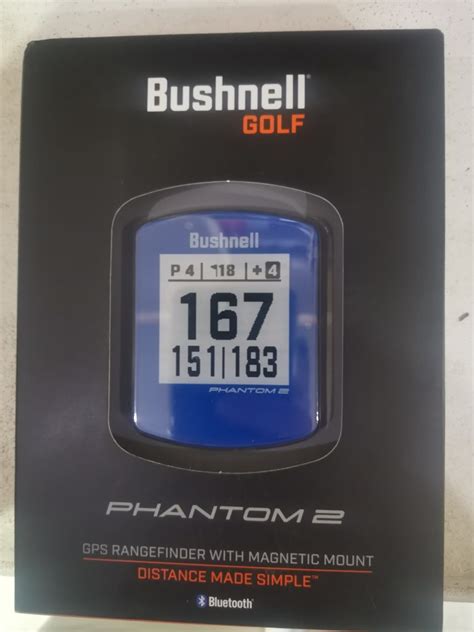 Bushnell®
GOLF
Bushnell
P 4 | 18 | + 4
167
151|183
PHANTOM 2
PHANTOM 2
GPS RANGEFINDER WITH MAGNETIC MOUNT
DISTANCE MADE SIMPLE™
Bluetooth®